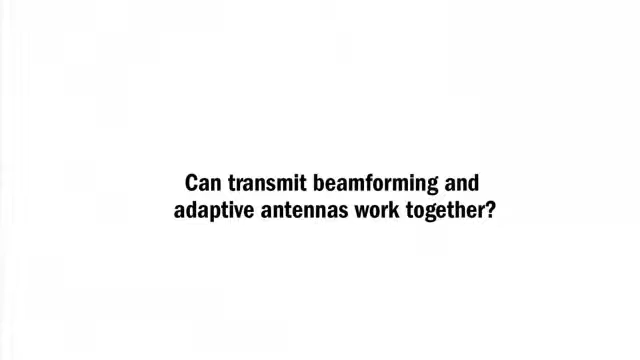 Can transmit beamforming and
adaptive antennas work together?